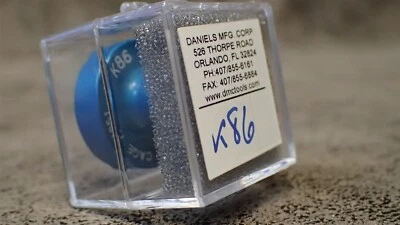 DANIELS MFG. CORP
526 THORPE ROAD
ORLANDO, FL 32824
PH:407/855-6161
FAX: 407/855-6884
www.dmctools.com
K86
K86
CAGE